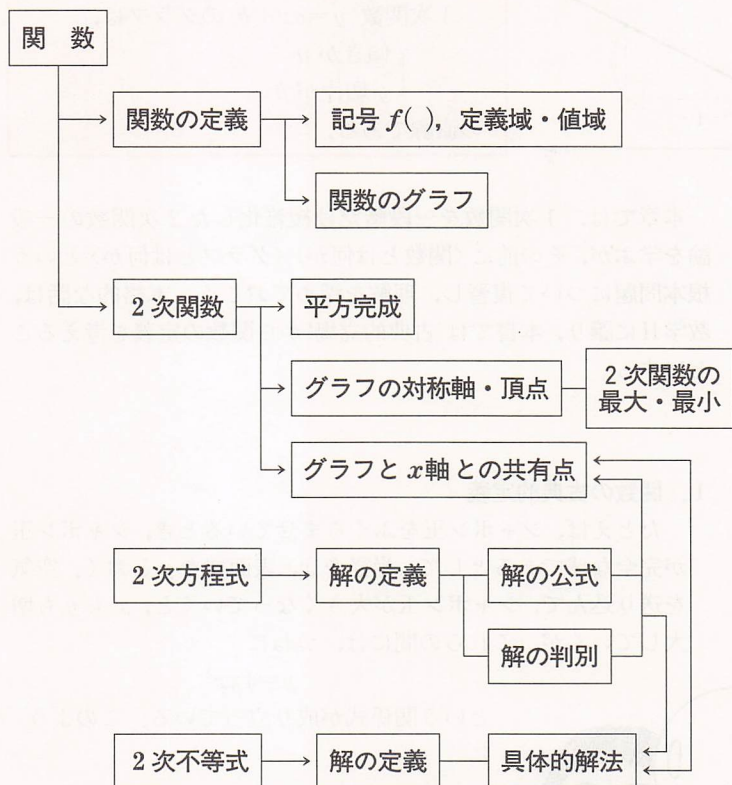 関 数
関数の定義
記号 f( )，定義域・値域
関数のグラフ
2次関数
平方完成
グラフの対称軸・頂点
2次関数の
最大・最小
グラフと x 軸との共有点
2次方程式
解の定義
解の公式
解の判別
2次不等式
解の定義
具体的解法